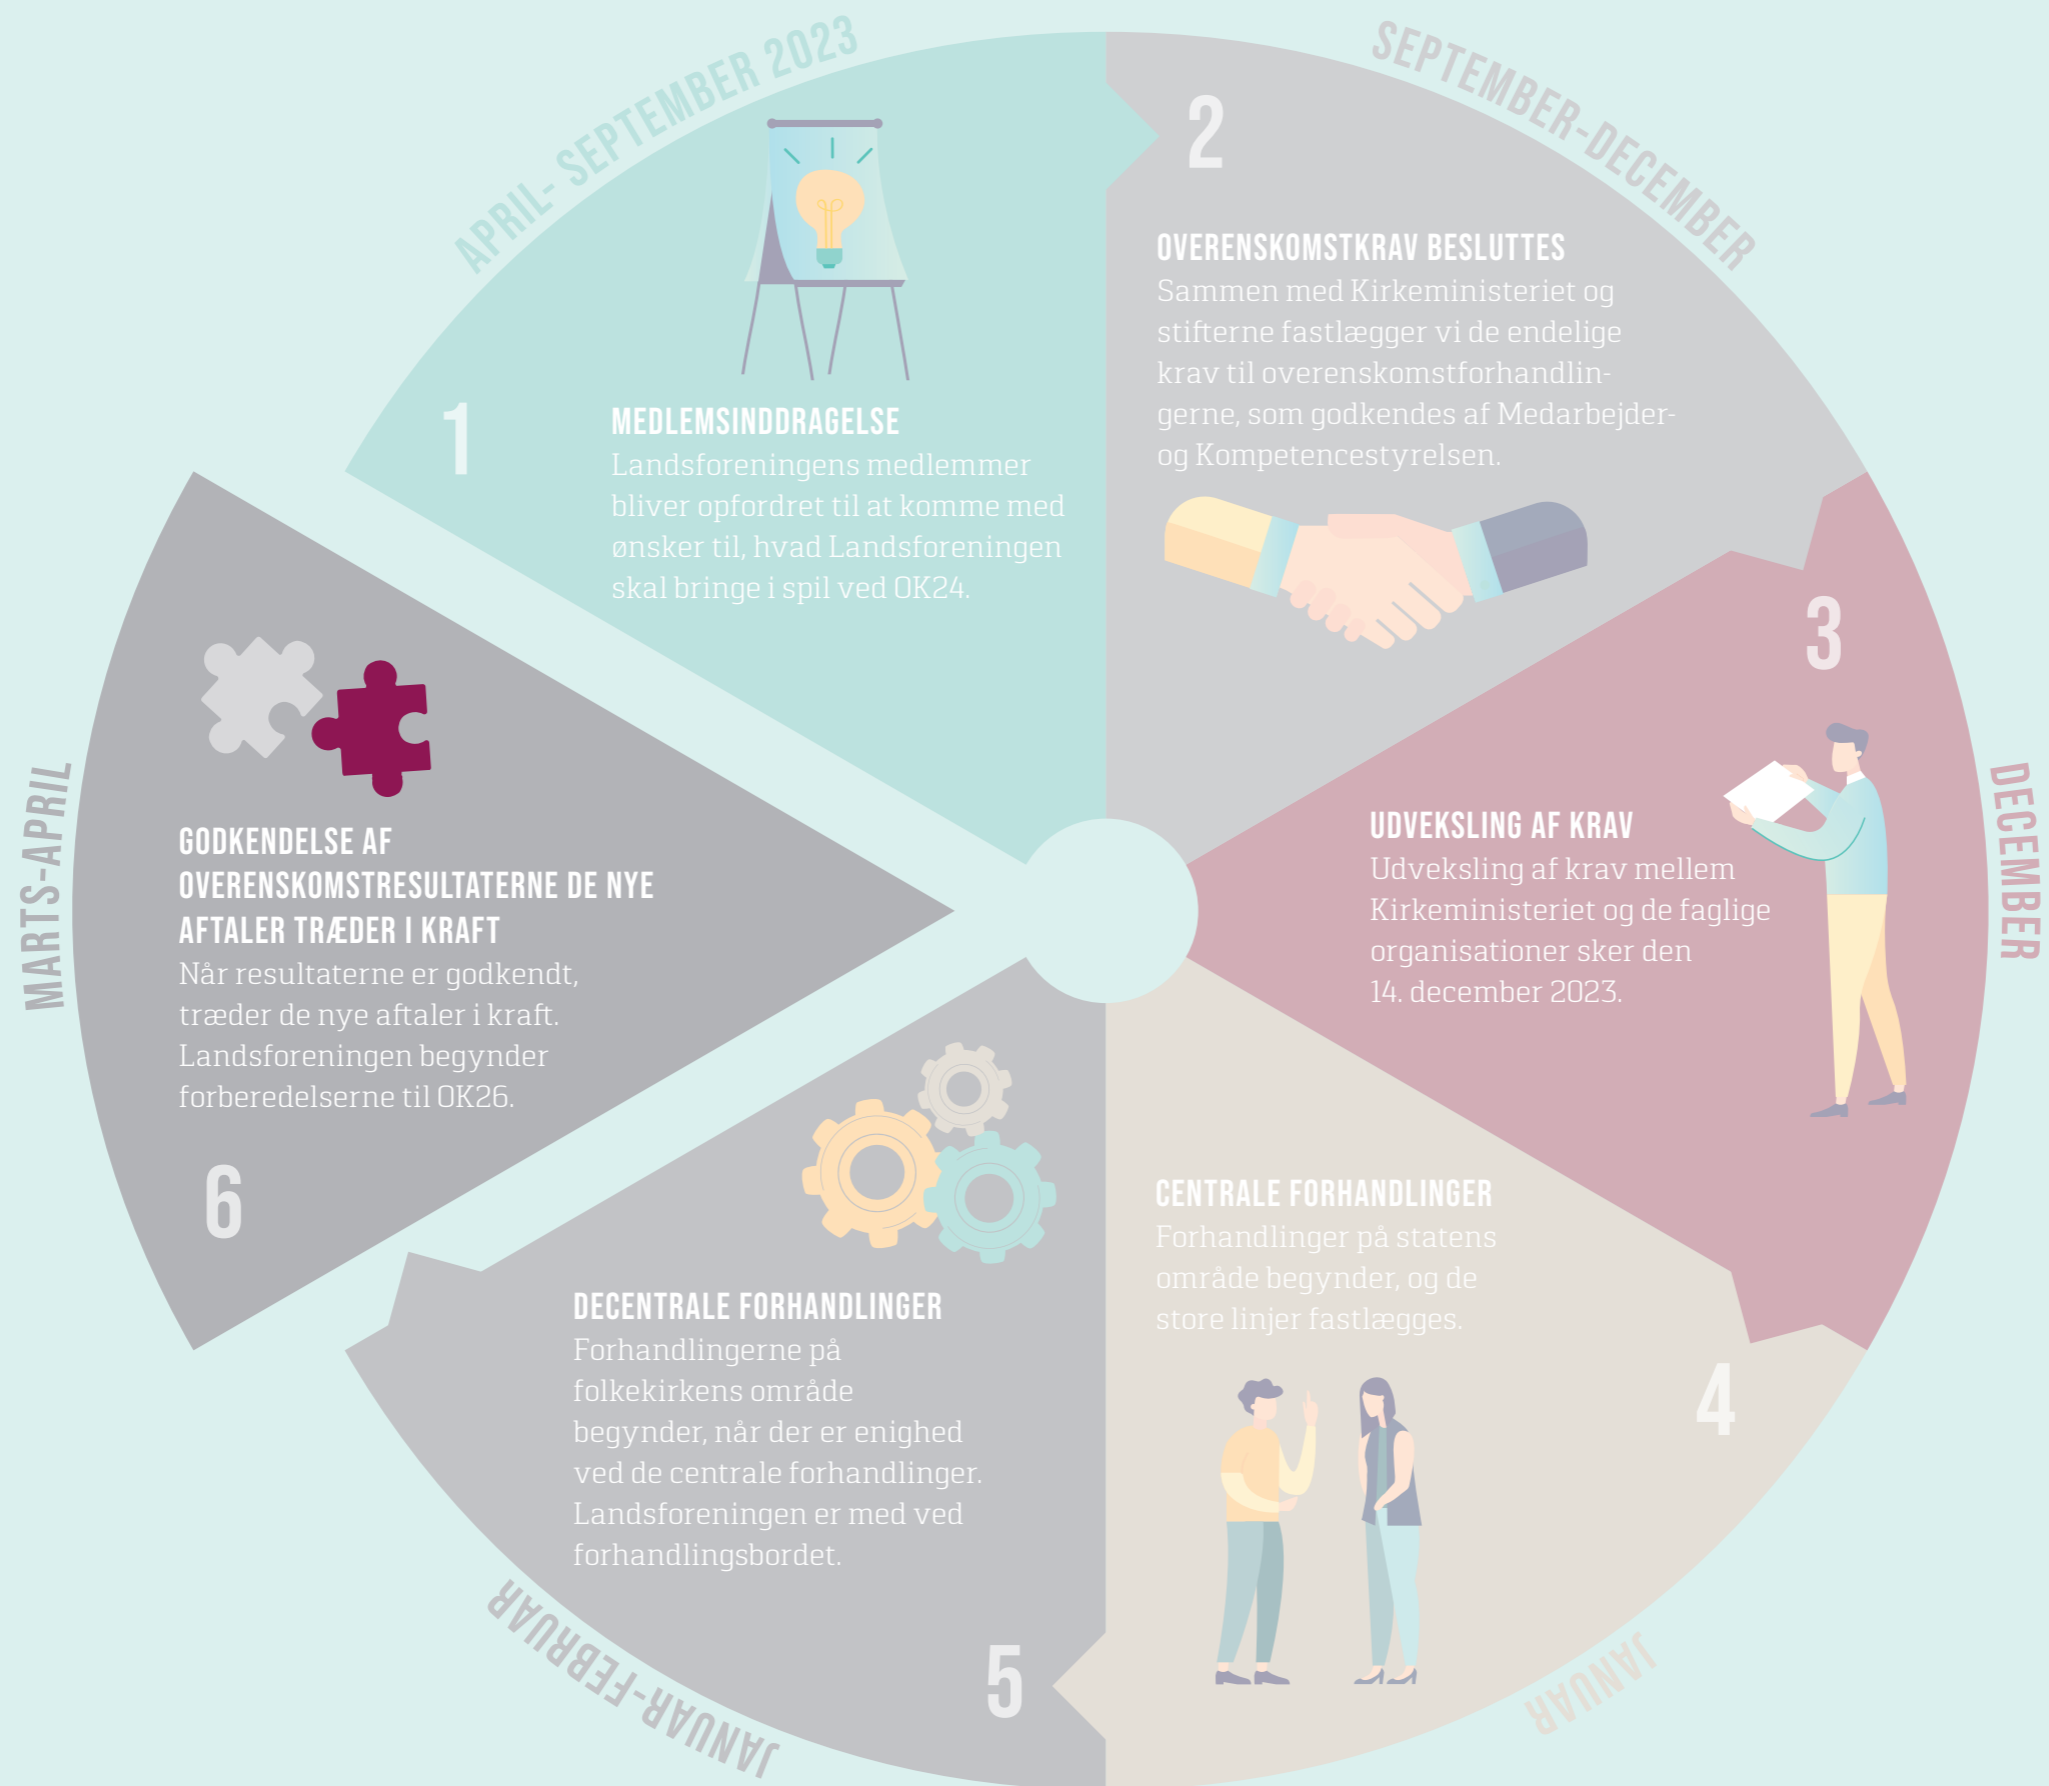 APRIL- SEPTEMBER 2023
1
MEDLEMSINDDRAGELSE
Landsforeningens medlemmer
bliver opfordret til at komme med
ønsker til, hvad Landsforeningen
skal bringe i spil ved OK24.
SEPTEMBER-DECEMBER
2
OVERENSKOMSTKRAV BESLUTTES
Sammen med Kirkeministeriet og
stifterne fastlægger vi de endelige
krav til overenskomstforhandlin-
gerne, som godkendes af Medarbejder-
og Kompetencestyrelsen.
DECEMBER
3
UDVEKSLING AF KRAV
Udveksling af krav mellem
Kirkeministeriet og de faglige
organisationer sker den
14. december 2023.
JANUAR
4
CENTRALE FORHANDLINGER
Forhandlinger på statens
område begynder, og de
store linjer fastlægges.
JANUAR-FEBRUAR
5
DECENTRALE FORHANDLINGER
Forhandlingerne på
folkekirkens område
begynder, når der er enighed
ved de centrale forhandlinger.
Landsforeningen er med ved
forhandlingsbordet.
MARTS-APRIL
6
GODKENDELSE AF
OVERENSKOMSTRESULTATERNE DE NYE
AFTALER TRÆDER I KRAFT
Når resultaterne er godkendt,
træder de nye aftaler i kraft.
Landsforeningen begynder
forberedelserne til OK26.